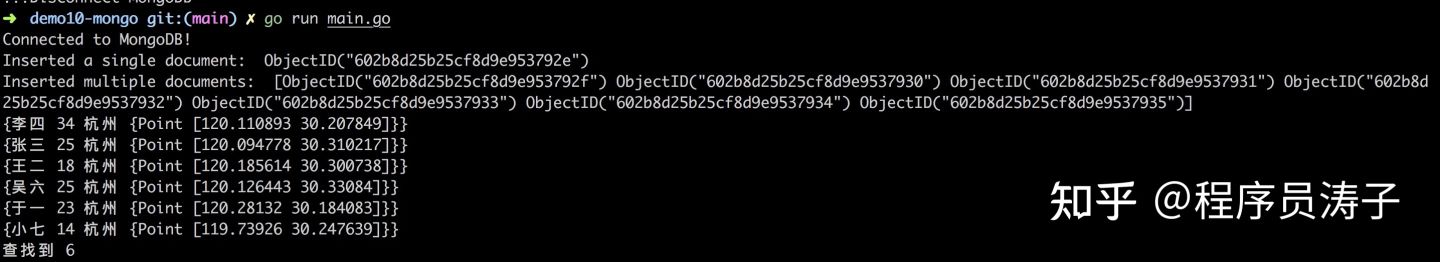 ...Disconnect MongoDB
➜ demo10-mongo git:(main) ✗ go run main.go
Connected to MongoDB!
Inserted a single document:  ObjectID("602b8d25b25cf8d9e953792e")
Inserted multiple documents:  [ObjectID("602b8d25b25cf8d9e953792f") ObjectID("602b8d25b25cf8d9e9537930") ObjectID("602b8d25b25cf8d9e9537931") ObjectID("602b8d
25b25cf8d9e9537932") ObjectID("602b8d25b25cf8d9e9537933") ObjectID("602b8d25b25cf8d9e9537934") ObjectID("602b8d25b25cf8d9e9537935")]
{李四 34 杭州 {Point [120.110893 30.207849]}}
{张三 25 杭州 {Point [120.094778 30.310217]}}
{王二 18 杭州 {Point [120.185614 30.300738]}}
{吴六 25 杭州 {Point [120.126443 30.33084]}}
{于一 23 杭州 {Point [120.28132 30.184083]}}
{小七 14 杭州 {Point [119.73926 30.247639]}}
查找到 6
知乎 @程序员涛子